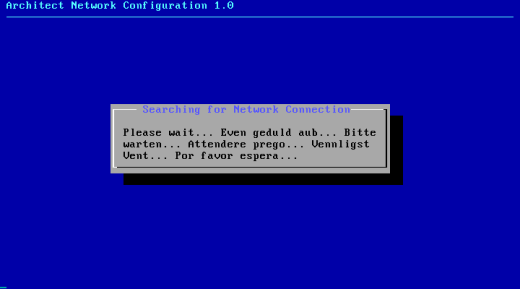 Architect Network Configuration 1.0
Searching for Network Connection
Please wait... Even geduld aub... Bitte
warten... Attendere prego... Vennligst
Vent... Por favor espera...